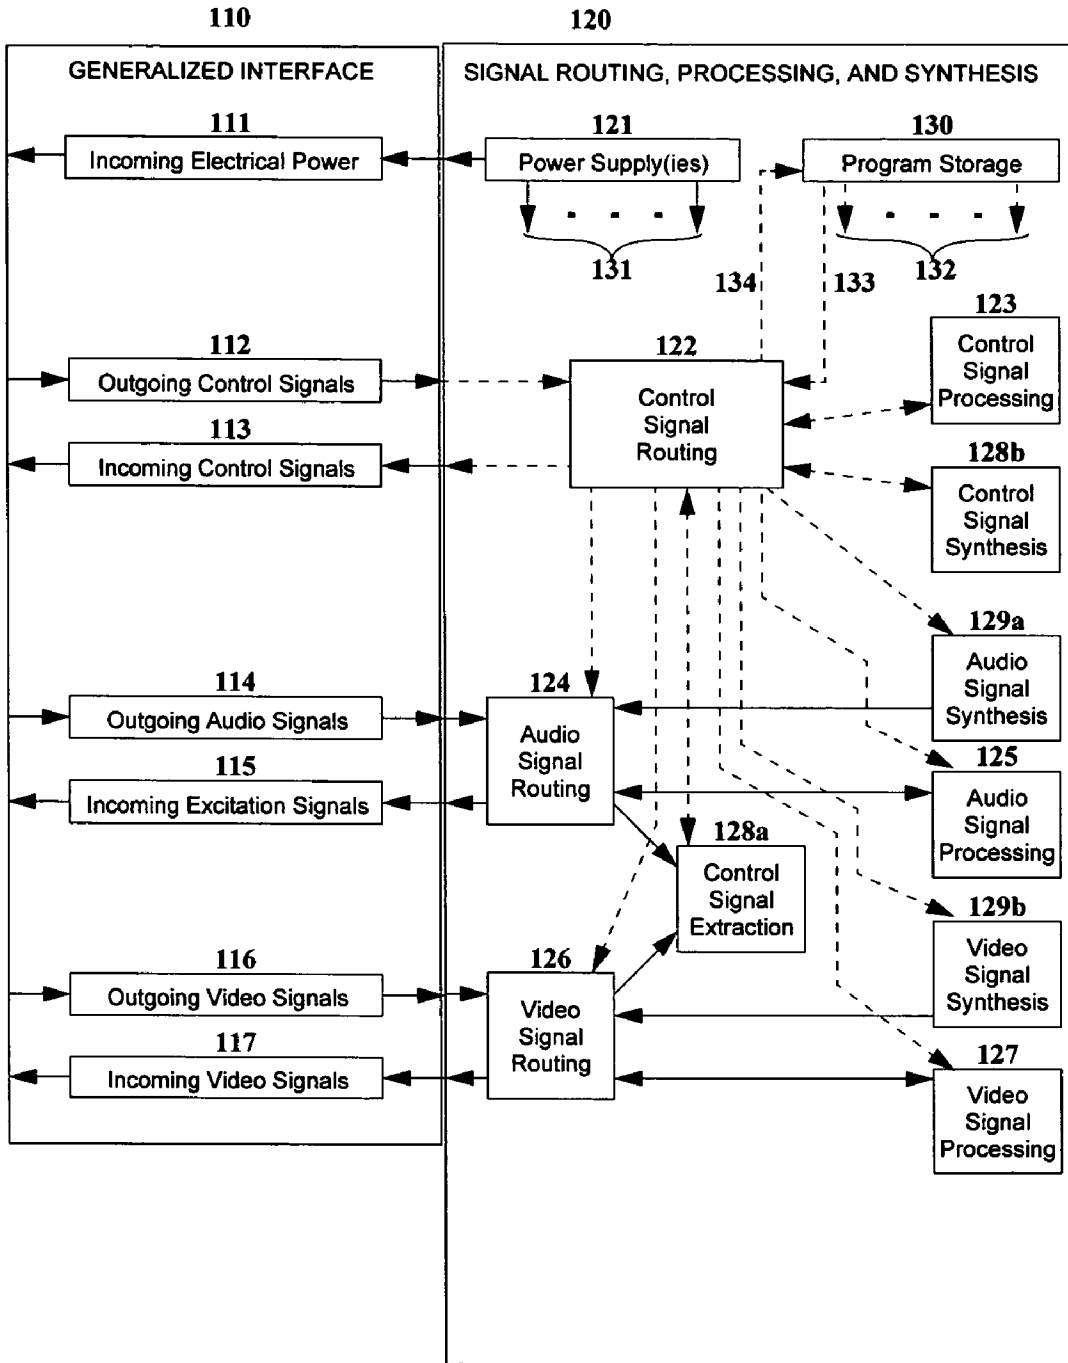 110
120
GENERALIZED INTERFACE
SIGNAL ROUTING, PROCESSING, AND SYNTHESIS
111
Incoming Electrical Power
121
Power Supply(ies)
130
Program Storage
131
132
134
133
112
Outgoing Control Signals
113
Incoming Control Signals
122
Control
Signal
Routing
123
Control
Signal
Processing
128b
Control
Signal
Synthesis
129a
Audio
Signal
Synthesis
114
Outgoing Audio Signals
115
Incoming Excitation Signals
124
Audio
Signal
Routing
125
Audio
Signal
Processing
128a
Control
Signal
Extraction
129b
Video
Signal
Synthesis
116
Outgoing Video Signals
117
Incoming Video Signals
126
Video
Signal
Routing
127
Video
Signal
Processing